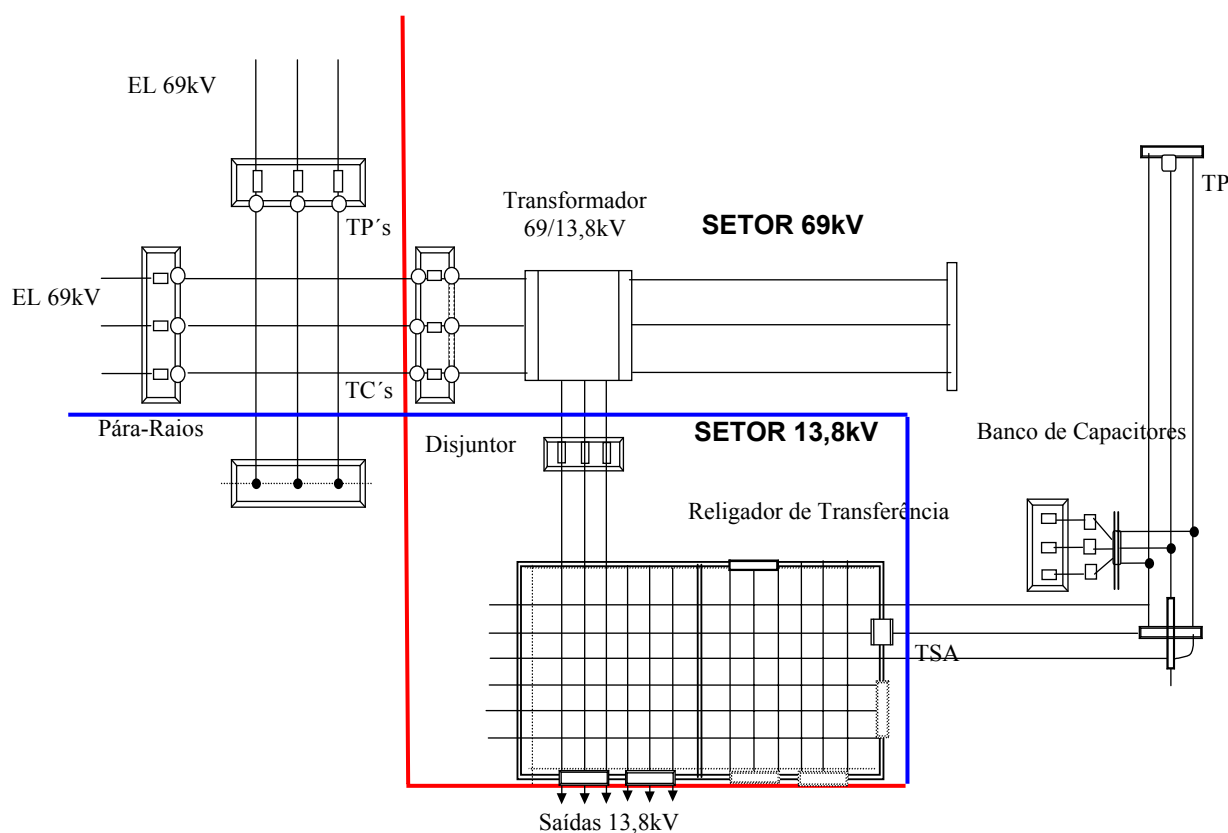 EL 69kV
TP
Transformador
69/13,8kV
SETOR 69kV
TP´s
EL 69kV
TC´s
Pára-Raios
Disjuntor
SETOR 13,8kV
Banco de Capacitores
Religador de Transferência
TSA
Saídas 13,8kV